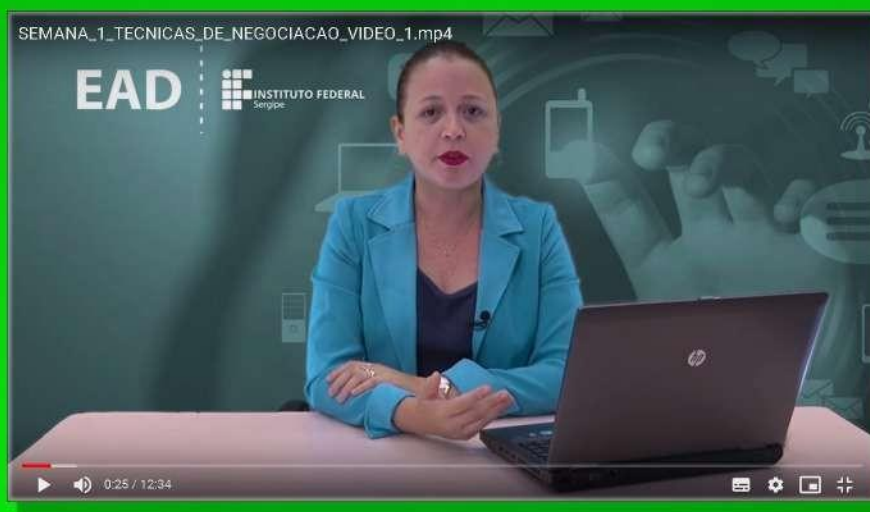 SEMANA_1_TECNICAS_DE_NEGOCIACAO_VIDEO_1.mp4
EAD
INSTITUTO FEDERAL
Sergipe
hp
0:25 / 12:34